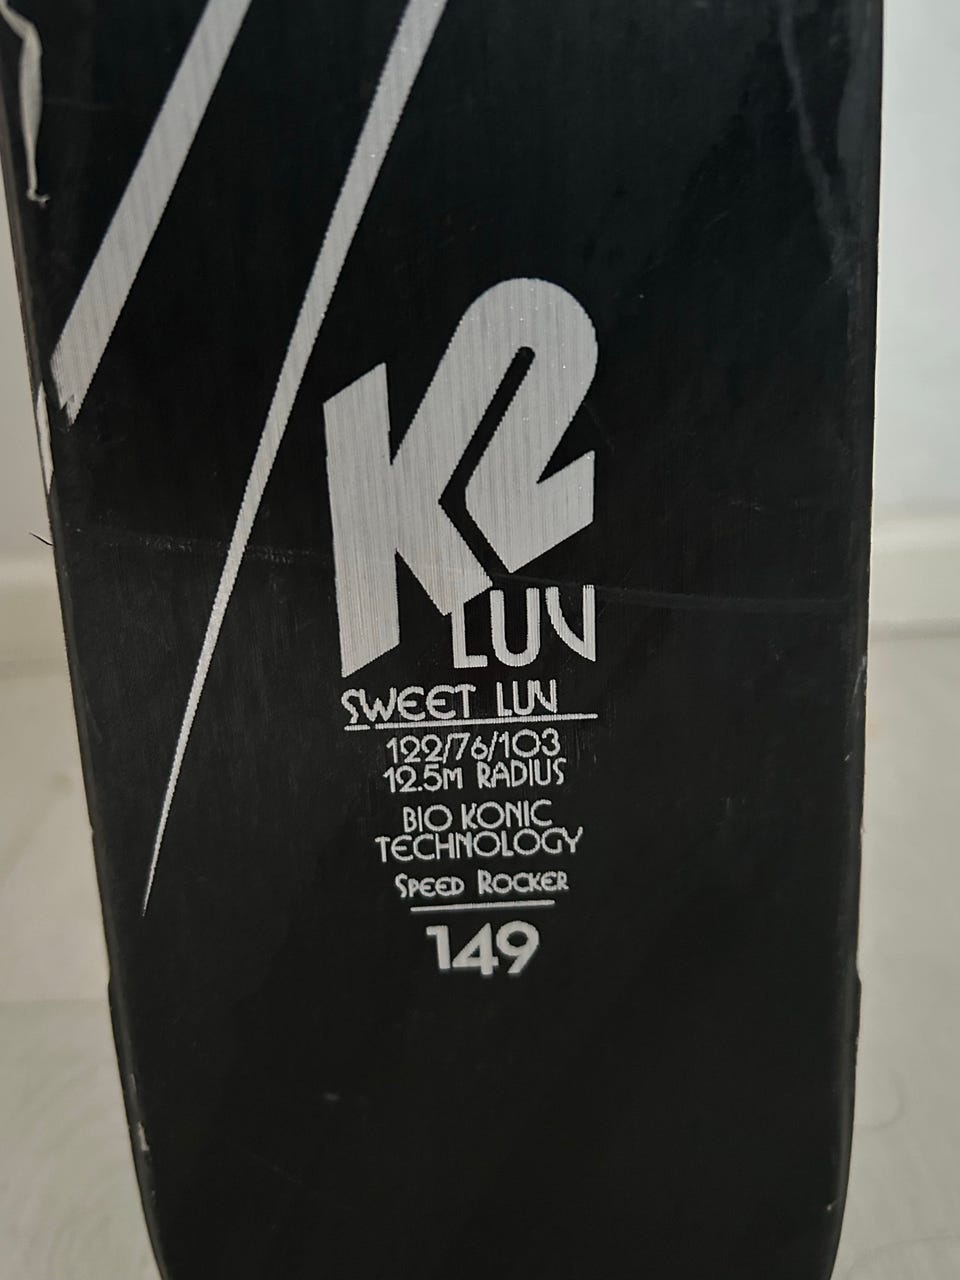 K2
LUV
SWEET LUV
122/76/103
12.5M RADIUS
BIO KONIC
TECHNOLOGY
SPEED ROCKER
149